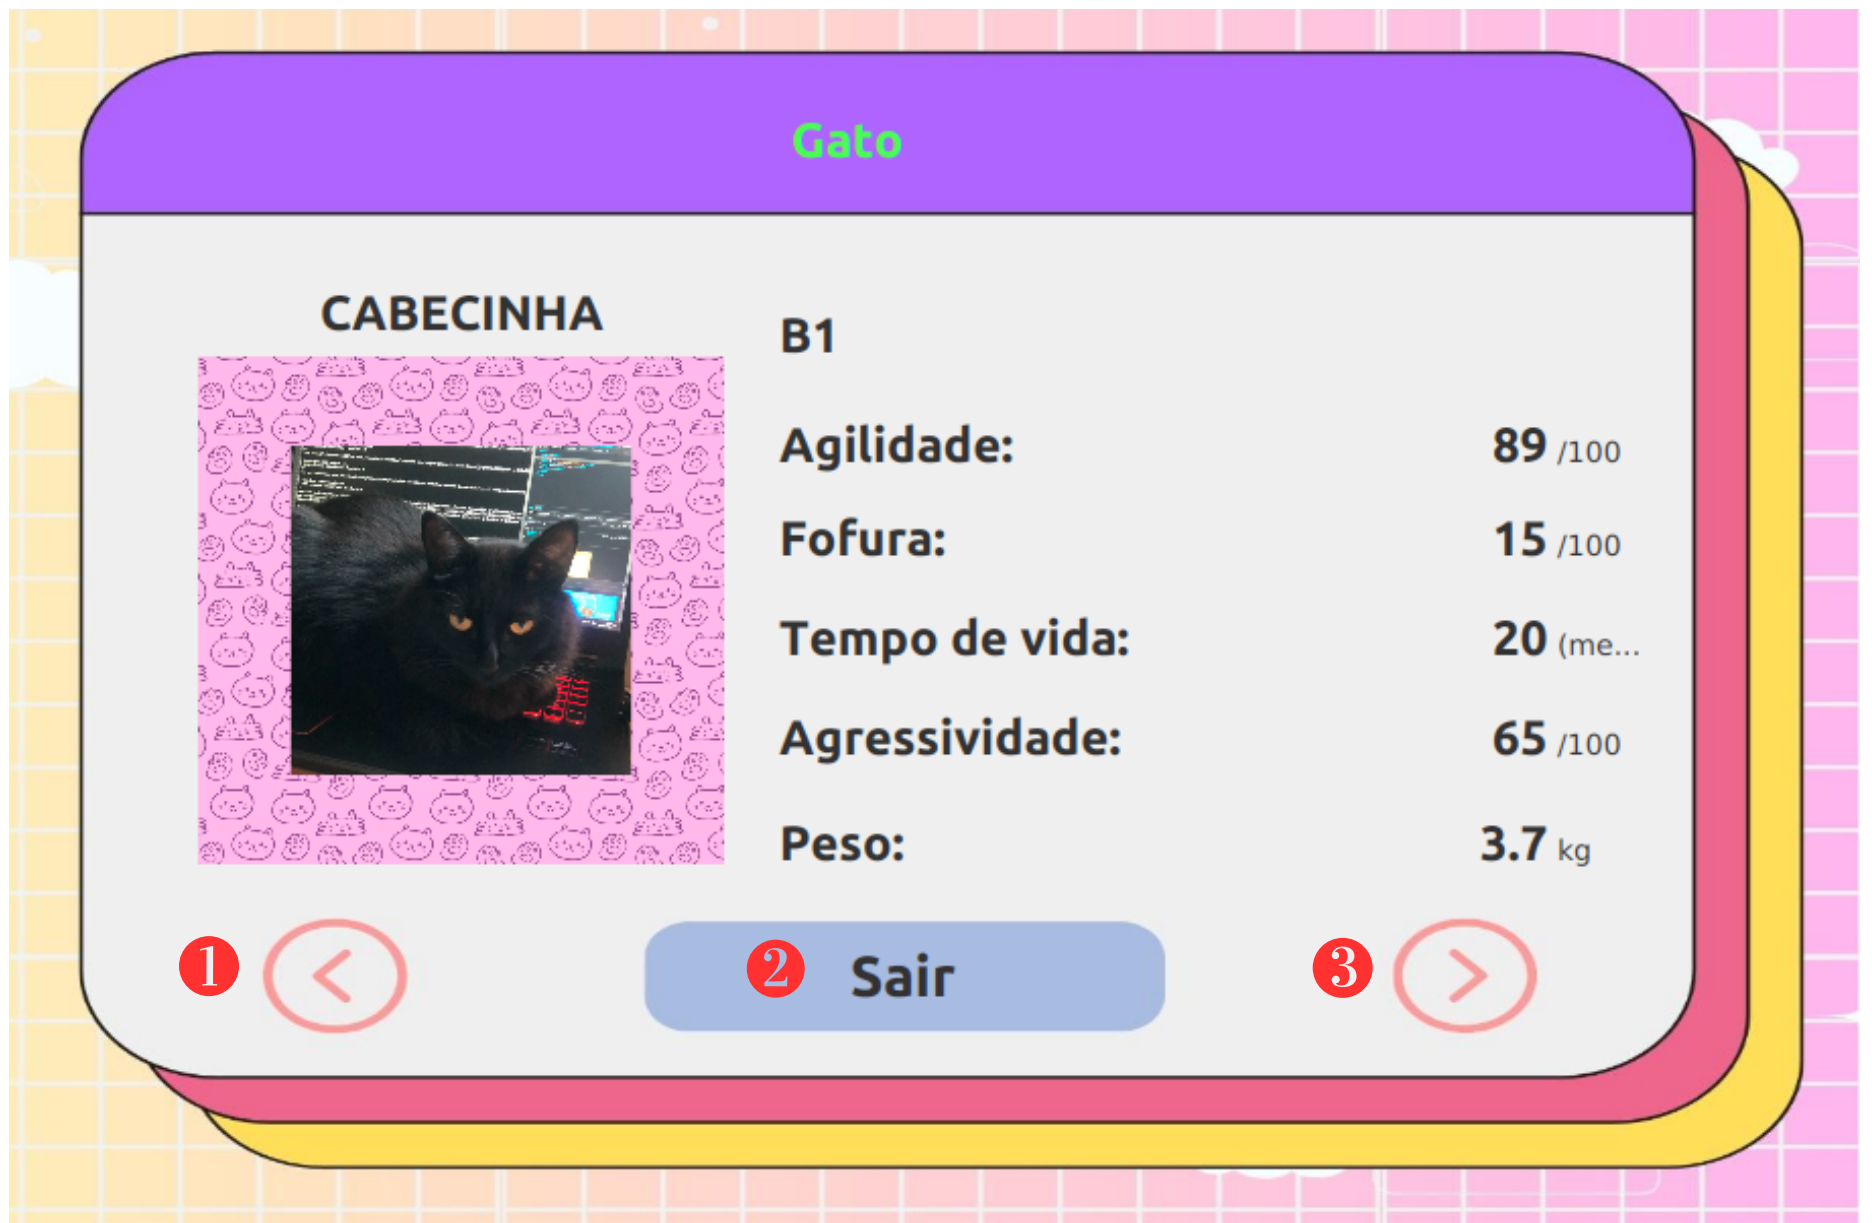 Gato
CABECINHA
B1
Agilidade: 89 /100
Fofura: 15 /100
Tempo de vida: 20 (me...
Agressividade: 65 /100
Peso: 3.7 kg
1 < 2 Sair 3 >